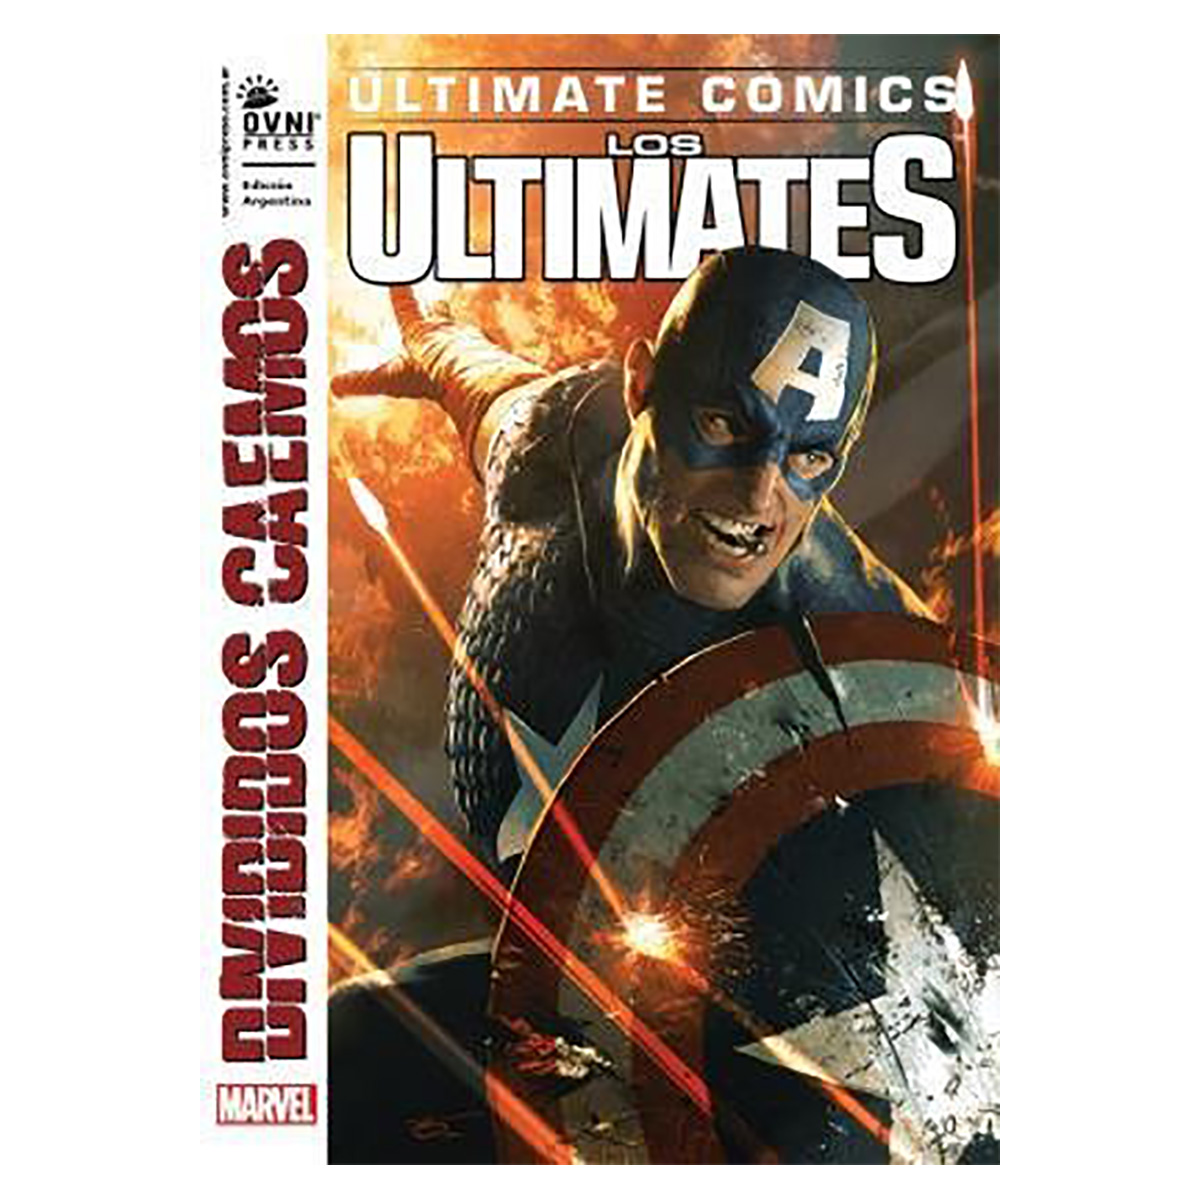 OVNI
PRESS
Edición
Argentina
DIVIDIDOS CAEMOS
MARVEL
ULTIMATE COMICS
LOS
ULTIMATES
A